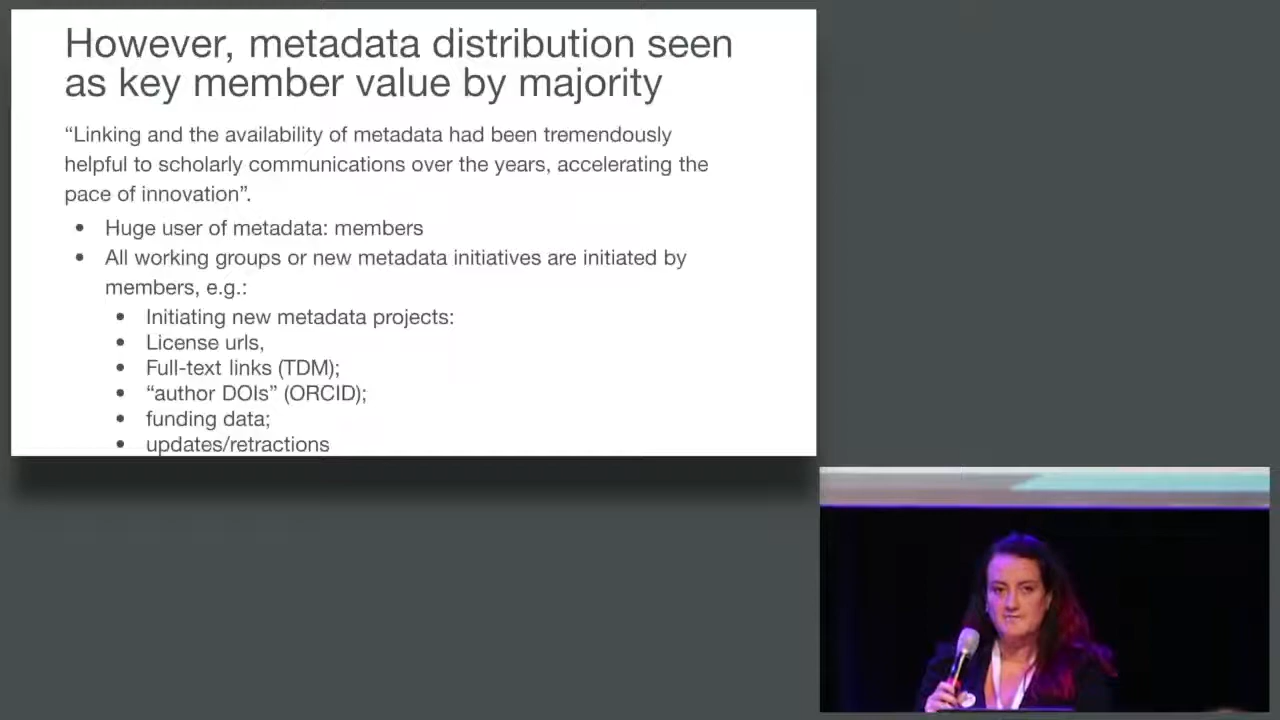 However, metadata distribution seen
as key member value by majority
“Linking and the availability of metadata had been tremendously
helpful to scholarly communications over the years, accelerating the
pace of innovation”.
• Huge user of metadata: members
• All working groups or new metadata initiatives are initiated by
members, e.g.:
• Initiating new metadata projects:
• License urls,
• Full-text links (TDM);
• “author DOIs” (ORCID);
• funding data;
• updates/retractions